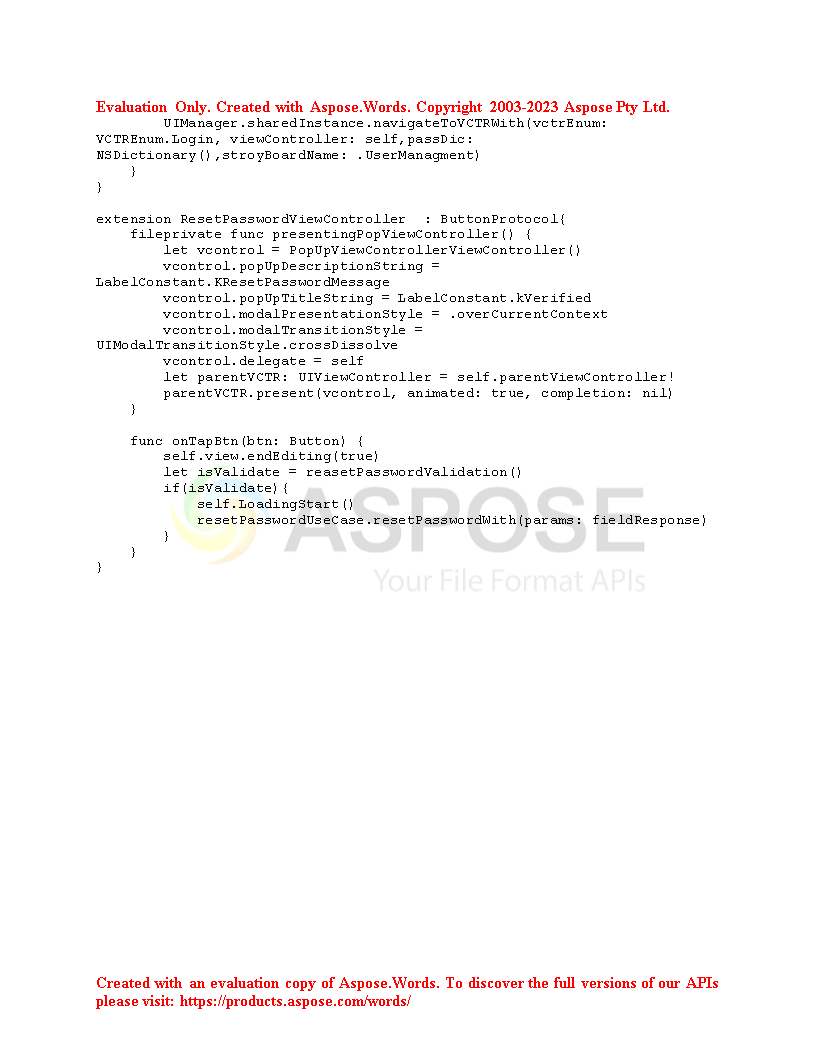 Evaluation Only. Created with Aspose.Words. Copyright 2003-2023 Aspose Pty Ltd.
        UIManager.sharedInstance.navigateToVCTRWith(vctrEnum:
VCTREnum.Login, viewController: self,passDic:
NSDictionary(),stroyBoardName: .UserManagment)
    }
}

extension ResetPasswordViewController  : ButtonProtocol{
    fileprivate func presentingPopViewController() {
        let vcontrol = PopUpViewControllerViewController()
        vcontrol.popUpDescriptionString =
LabelConstant.KResetPasswordMessage
        vcontrol.popUpTitleString = LabelConstant.kVerified
        vcontrol.modalPresentationStyle = .overCurrentContext
        vcontrol.modalTransitionStyle =
UIModalTransitionStyle.crossDissolve
        vcontrol.delegate = self
        let parentVCTR: UIViewController = self.parentViewController!
        parentVCTR.present(vcontrol, animated: true, completion: nil)
    }

    func onTapBtn(btn: Button) {
        self.view.endEditing(true)
        let isValidate = reasetPasswordValidation()
        if(isValidate){
            self.LoadingStart()
            resetPasswordUseCase.resetPasswordWith(params: fieldResponse)
        }
    }
}
ASPOSE
Your File Format APIs
Created with an evaluation copy of Aspose.Words. To discover the full versions of our APIs
please visit: https://products.aspose.com/words/